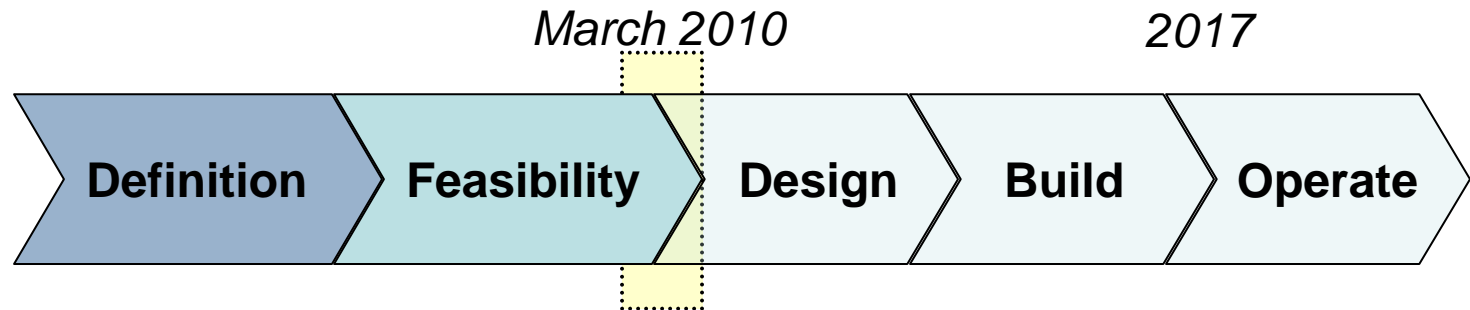 March 2010 2017
Definition Feasibility Design Build Operate